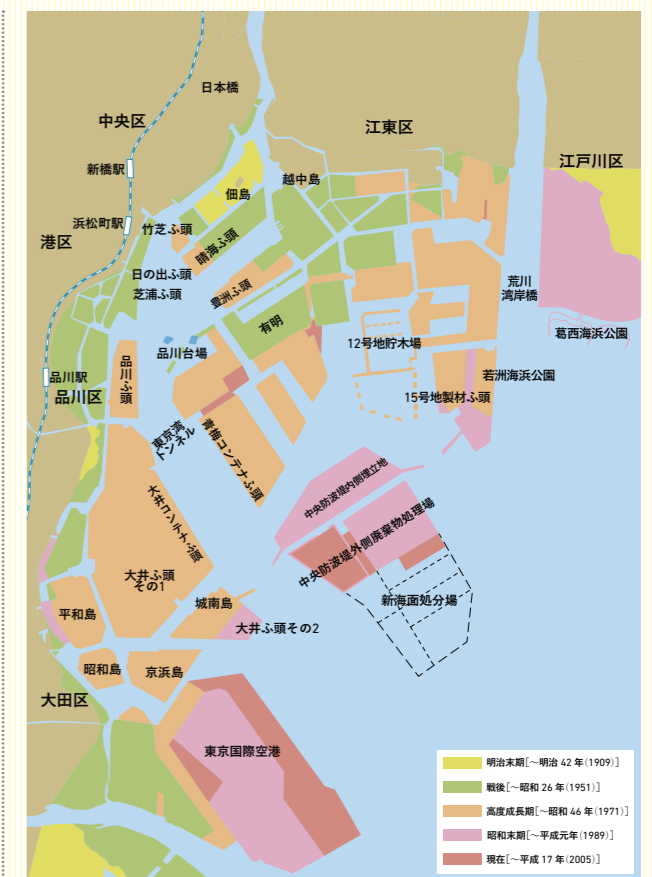 日本橋
中央区
江東区
江戸川区
新橋駅
越中島
佃島
浜松町駅
竹芝ふ頭
港区
晴海ふ頭
日の出ふ頭
芝浦ふ頭
豊洲ふ頭
荒川
湾岸橋
有明
葛西海浜公園
12号地貯木場
品川台場
品川ふ頭
品川駅
品川区
若洲海浜公園
15号地製材ふ頭
東京湾
トンネル
青梅コンテナふ頭
中央防波堤内側埋立地
大井コンテナふ頭
中央防波堤外側廃棄物処理場
大井ふ頭
その1
新海面処分場
城南島
平和島
大井ふ頭その2
昭和島
京浜島
大田区
東京国際空港
明治末期[～明治 42 年(1909)]
戦後[～昭和 26 年(1951)]
高度成長期[～昭和 46 年(1971)]
昭和末期[～平成元年(1989)]
現在[～平成 17 年(2005)]